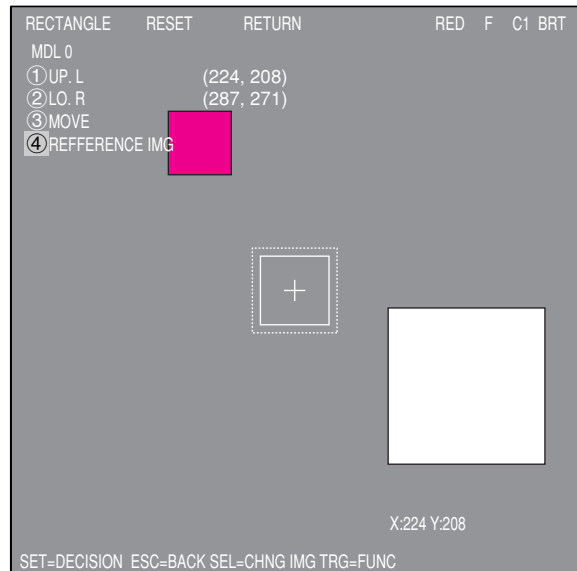 RECTANGLE RESET RETURN RED F C1 BRT
MDL 0
①UP. L (224, 208)
②LO. R (287, 271)
③MOVE
④REFFERENCE IMG
X:224 Y:208
SET=DECISION ESC=BACK SEL=CHNG IMG TRG=FUNC